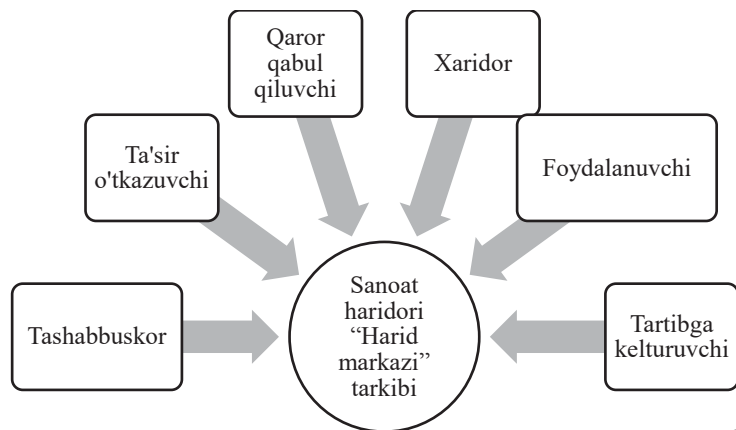 Qaror
qabul
qiluvchi
Xaridor
Ta'sir
o'tkazuvchi
Foydalanuvchi
Tashabbuskor
Sanoat
haridori
“Harid
markazi”
tarkibi
Tartibga
kelturuvchi